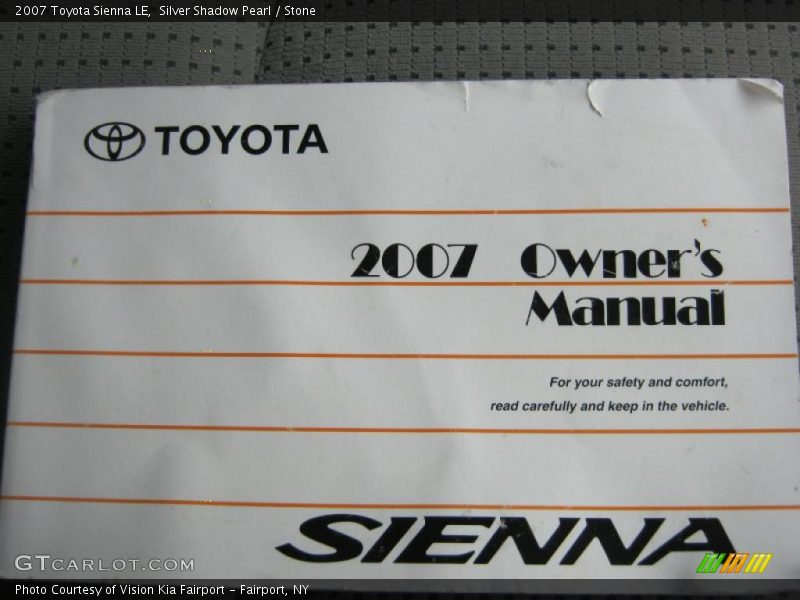 2007 Toyota Sienna LE,  Silver Shadow Pearl / Stone
TOYOTA
2007 Owner's
Manual
For your safety and comfort,
read carefully and keep in the vehicle.
SIENNA
GTCARLOT.COM
Photo Courtesy of Vision Kia Fairport - Fairport, NY